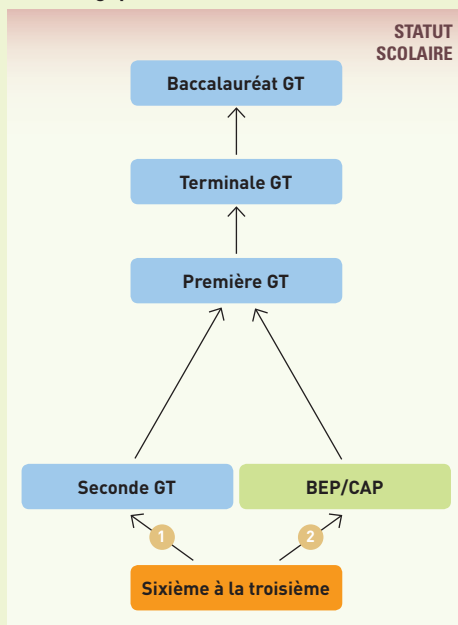 STATUT
SCOLAIRE
Baccalauréat GT
Terminale GT
Première GT
Seconde GT
BEP/CAP
1
2
Sixième à la troisième